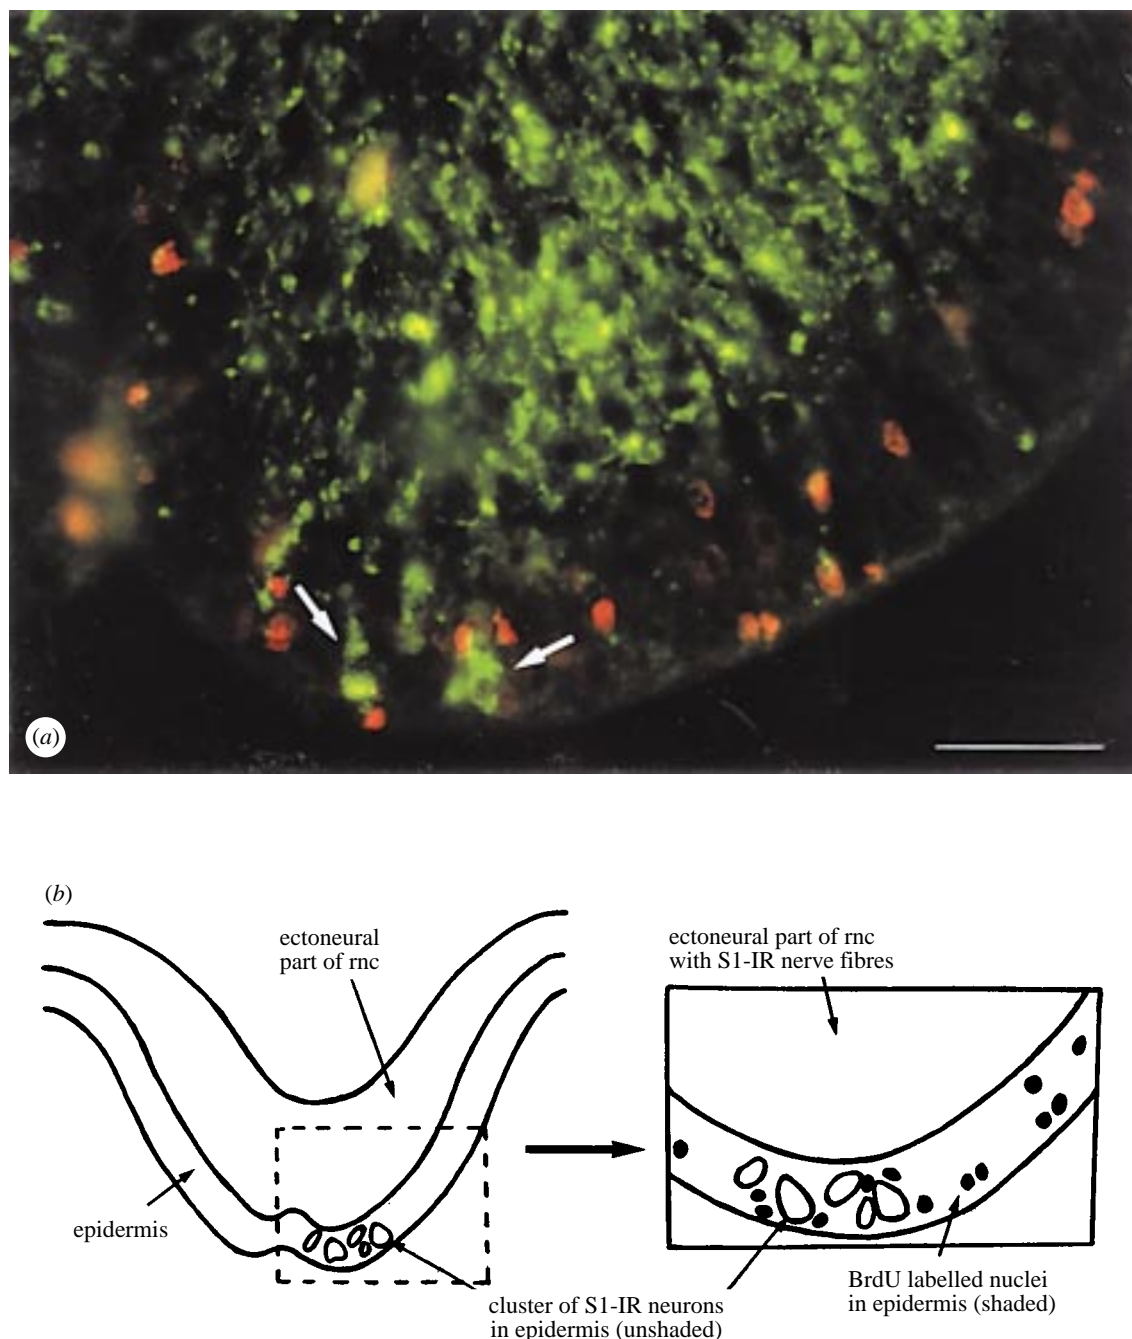 (a)
(b)
ectoneural
part of rnc
ectoneural part of rnc
with S1-IR nerve fibres
epidermis
cluster of S1-IR neurons
in epidermis (unshaded)
BrdU labelled nuclei
in epidermis (shaded)